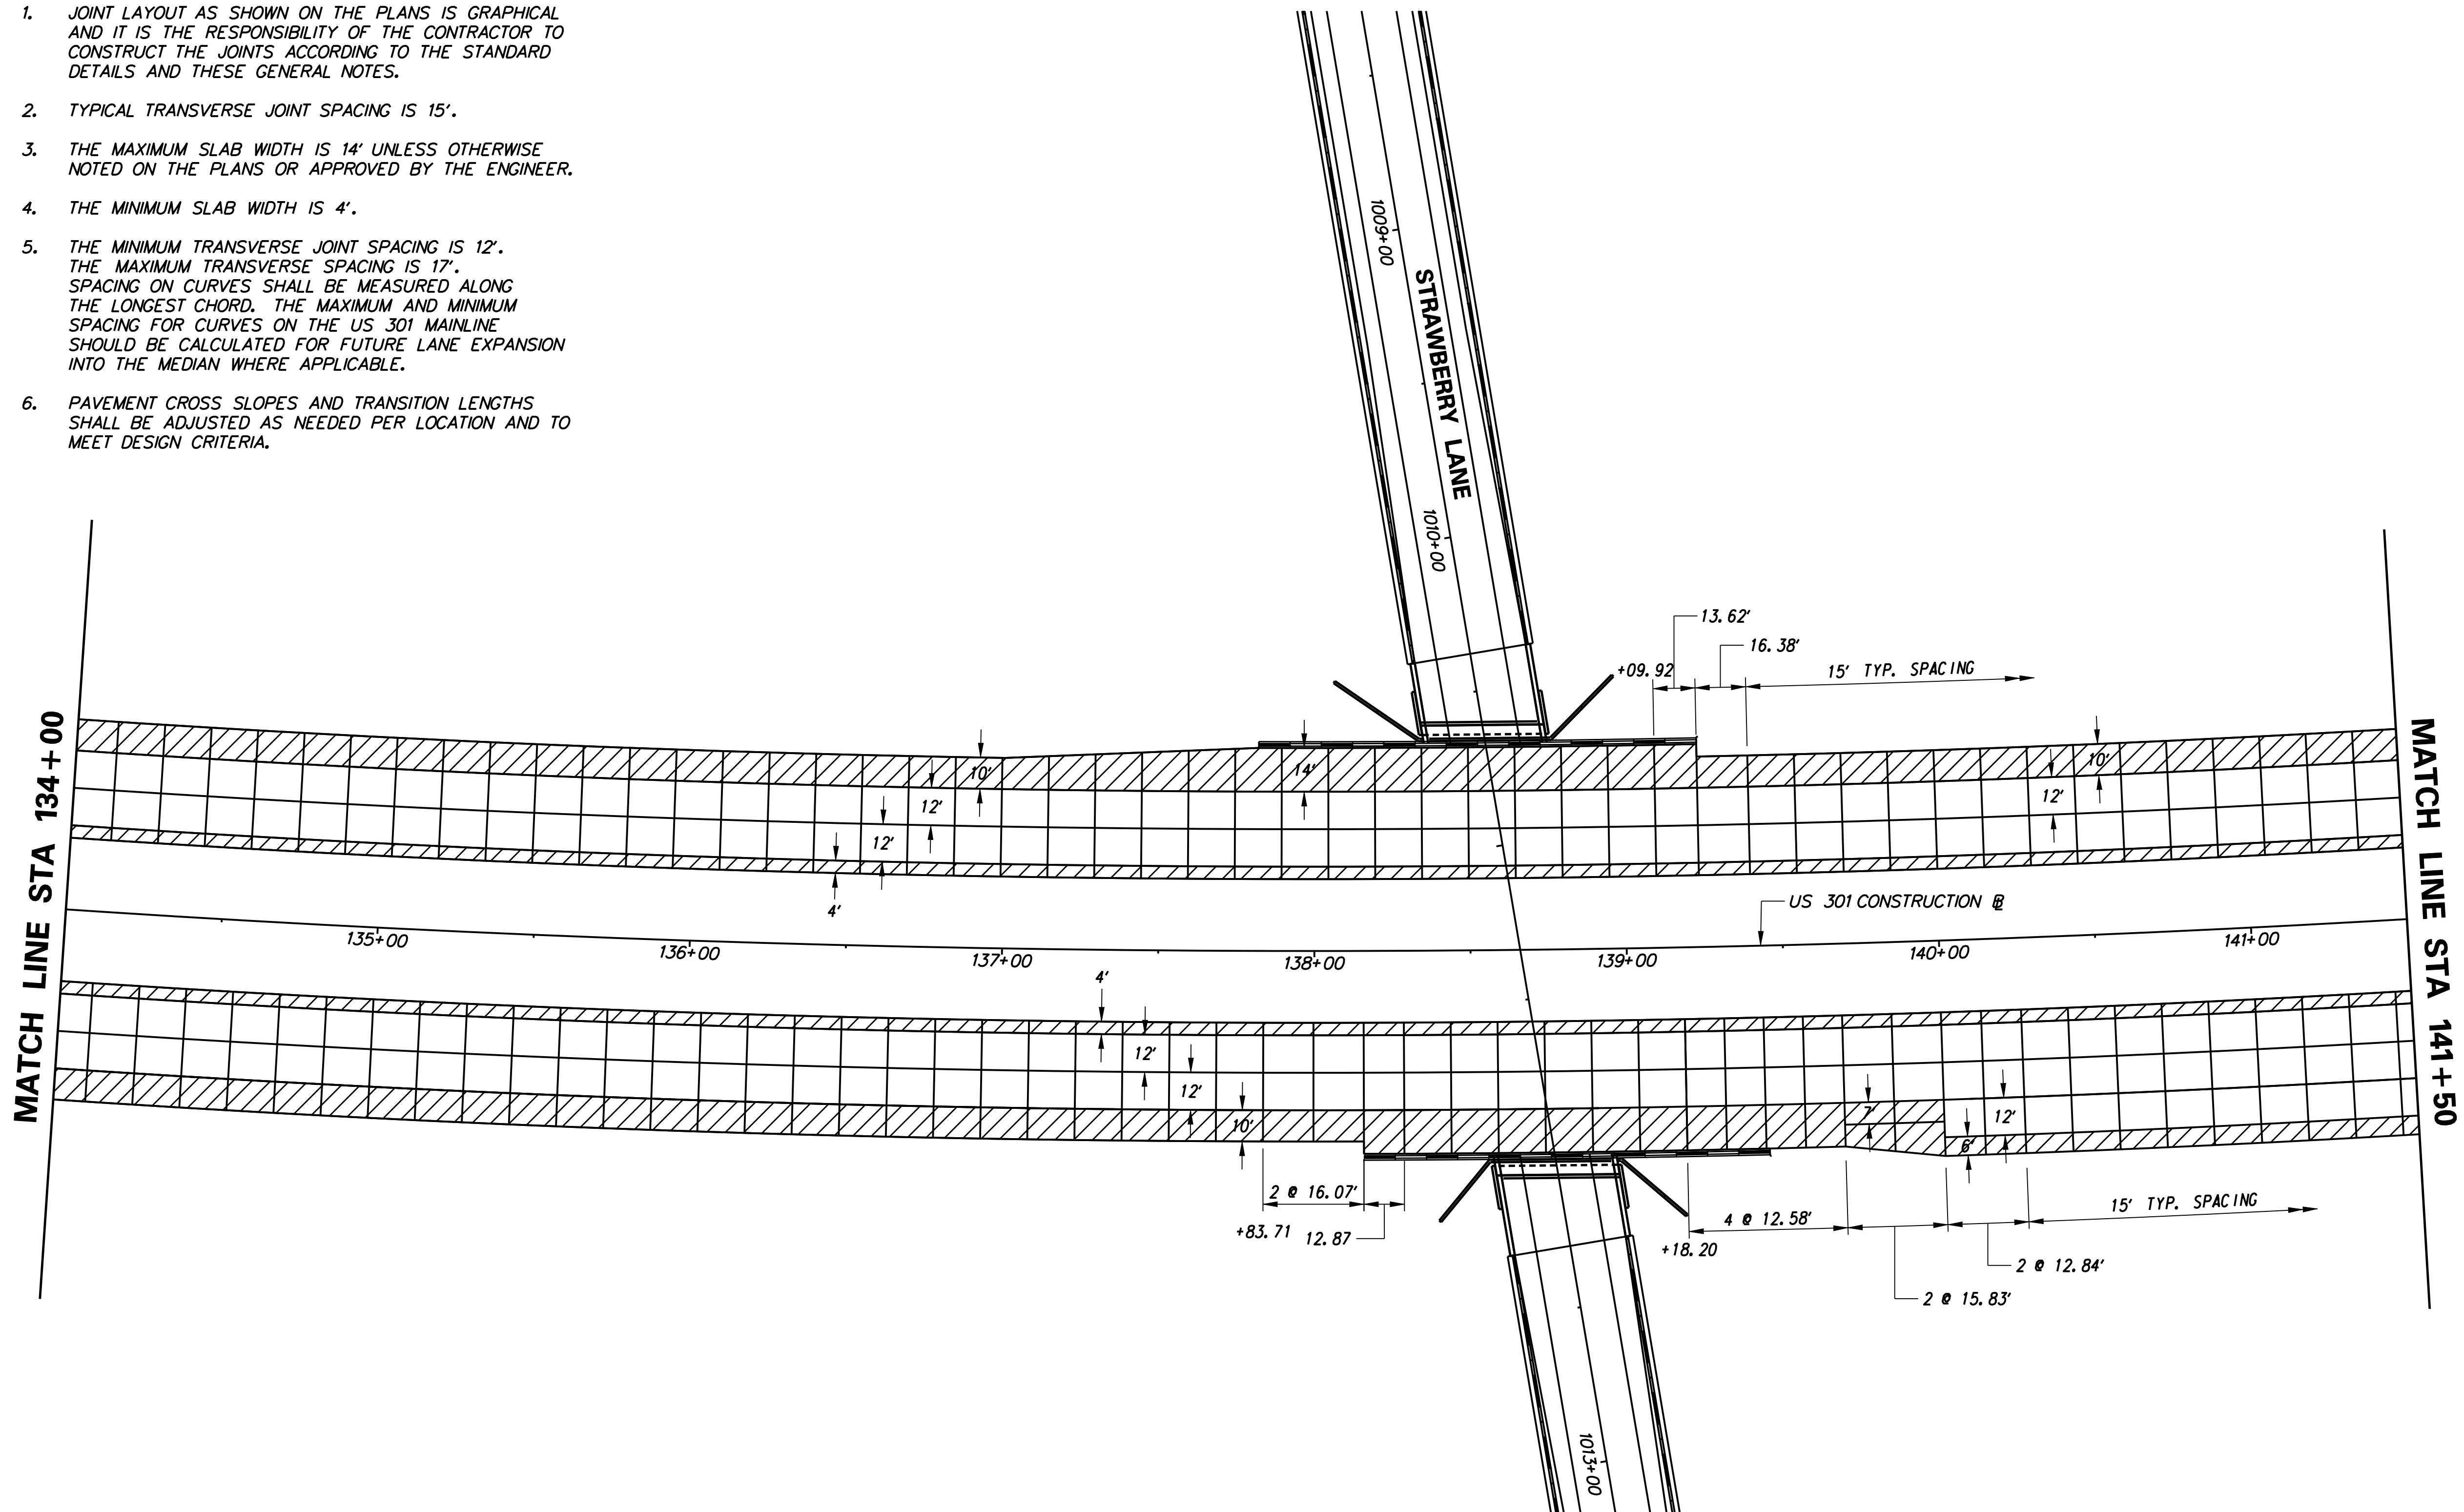 1. JOINT LAYOUT AS SHOWN ON THE PLANS IS GRAPHICAL
AND IT IS THE RESPONSIBILITY OF THE CONTRACTOR TO
CONSTRUCT THE JOINTS ACCORDING TO THE STANDARD
DETAILS AND THESE GENERAL NOTES.
2. TYPICAL TRANSVERSE JOINT SPACING IS 15'.
3. THE MAXIMUM SLAB WIDTH IS 14' UNLESS OTHERWISE
NOTED ON THE PLANS OR APPROVED BY THE ENGINEER.
4. THE MINIMUM SLAB WIDTH IS 4'.
5. THE MINIMUM TRANSVERSE JOINT SPACING IS 12'.
THE MAXIMUM TRANSVERSE SPACING IS 17'.
SPACING ON CURVES SHALL BE MEASURED ALONG
THE LONGEST CHORD. THE MAXIMUM AND MINIMUM
SPACING FOR CURVES ON THE US 301 MAINLINE
SHOULD BE CALCULATED FOR FUTURE LANE EXPANSION
INTO THE MEDIAN WHERE APPLICABLE.
6. PAVEMENT CROSS SLOPES AND TRANSITION LENGTHS
SHALL BE ADJUSTED AS NEEDED PER LOCATION AND TO
MEET DESIGN CRITERIA.
1009+00
STRAWBERRY LANE
1010+00
13.62'
16.38'
+09.92
15' TYP. SPACING
MATCH LINE STA 134+00
MATCH LINE STA 141+50
10'
14'
10'
12'
12'
12'
4'
US 301 CONSTRUCTION BL
135+00
136+00
137+00
138+00
139+00
140+00
141+00
4'
12'
12'
10'
7'
12'
6'
2 @ 16.07'
+83.71
12.87
4 @ 12.58'
+18.20
15' TYP. SPACING
2 @ 12.84'
2 @ 15.83'
1013+00